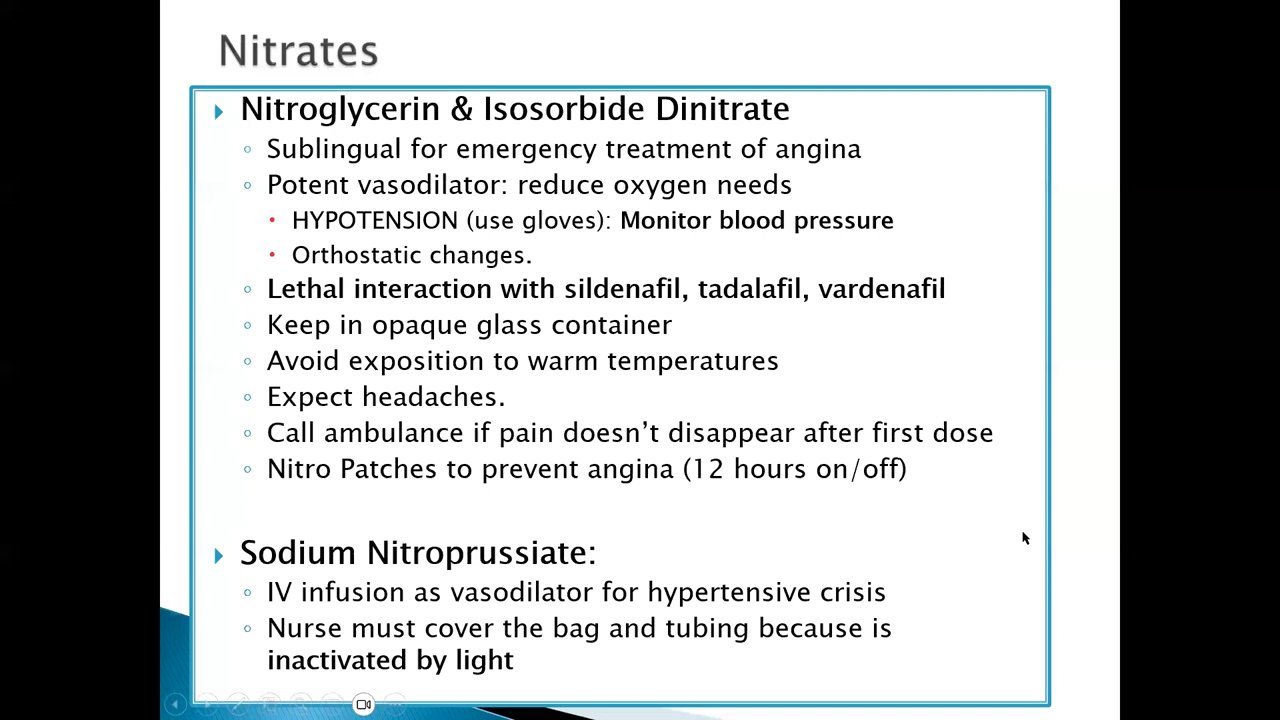 Nitrates
Nitroglycerin & Isosorbide Dinitrate
Sublingual for emergency treatment of angina
Potent vasodilator: reduce oxygen needs
HYPOTENSION (use gloves): Monitor blood pressure
Orthostatic changes.
Lethal interaction with sildenafil, tadalafil, vardenafil
Keep in opaque glass container
Avoid exposition to warm temperatures
Expect headaches.
Call ambulance if pain doesn’t disappear after first dose
Nitro Patches to prevent angina (12 hours on/off)
Sodium Nitroprussiate:
IV infusion as vasodilator for hypertensive crisis
Nurse must cover the bag and tubing because is
inactivated by light